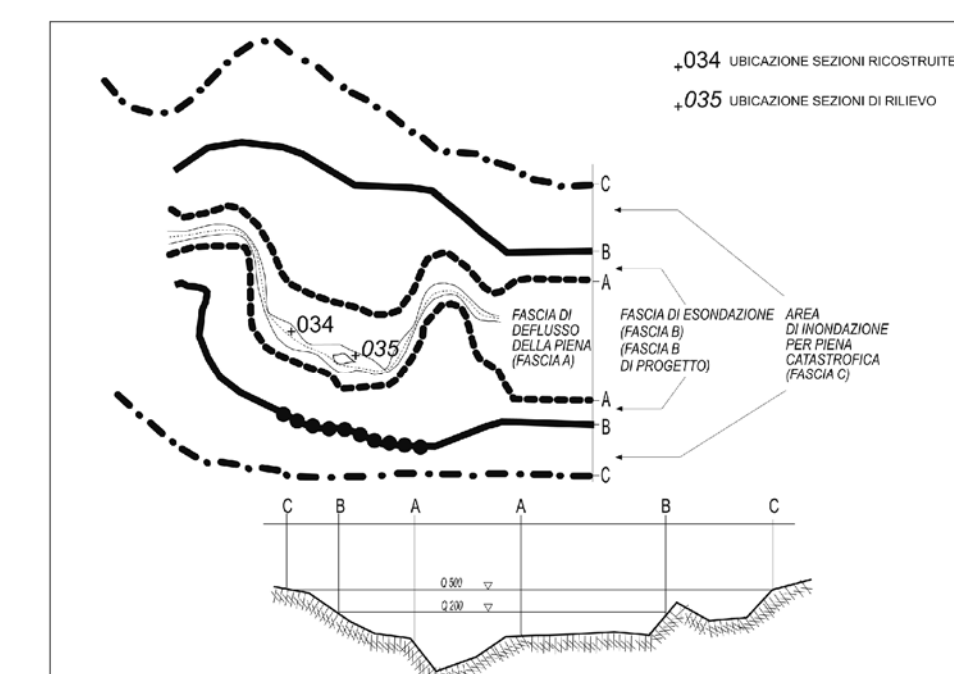 +034 UBICAZIONE SEZIONI RICOSTRUITE
+035 UBICAZIONE SEZIONI DI RILIEVO
C
B
A
+034
+035
FASCIA DI
DEFLUSSO
DELLA PIENA
(FASCIA A)
FASCIA DI ESONDAZIONE
(FASCIA B)
(FASCIA B
DI PROGETTO)
AREA
DI INONDAZIONE
PER PIENA
CATASTROFICA
(FASCIA C)
A
B
C
C B A A B C
Q 500
Q 200